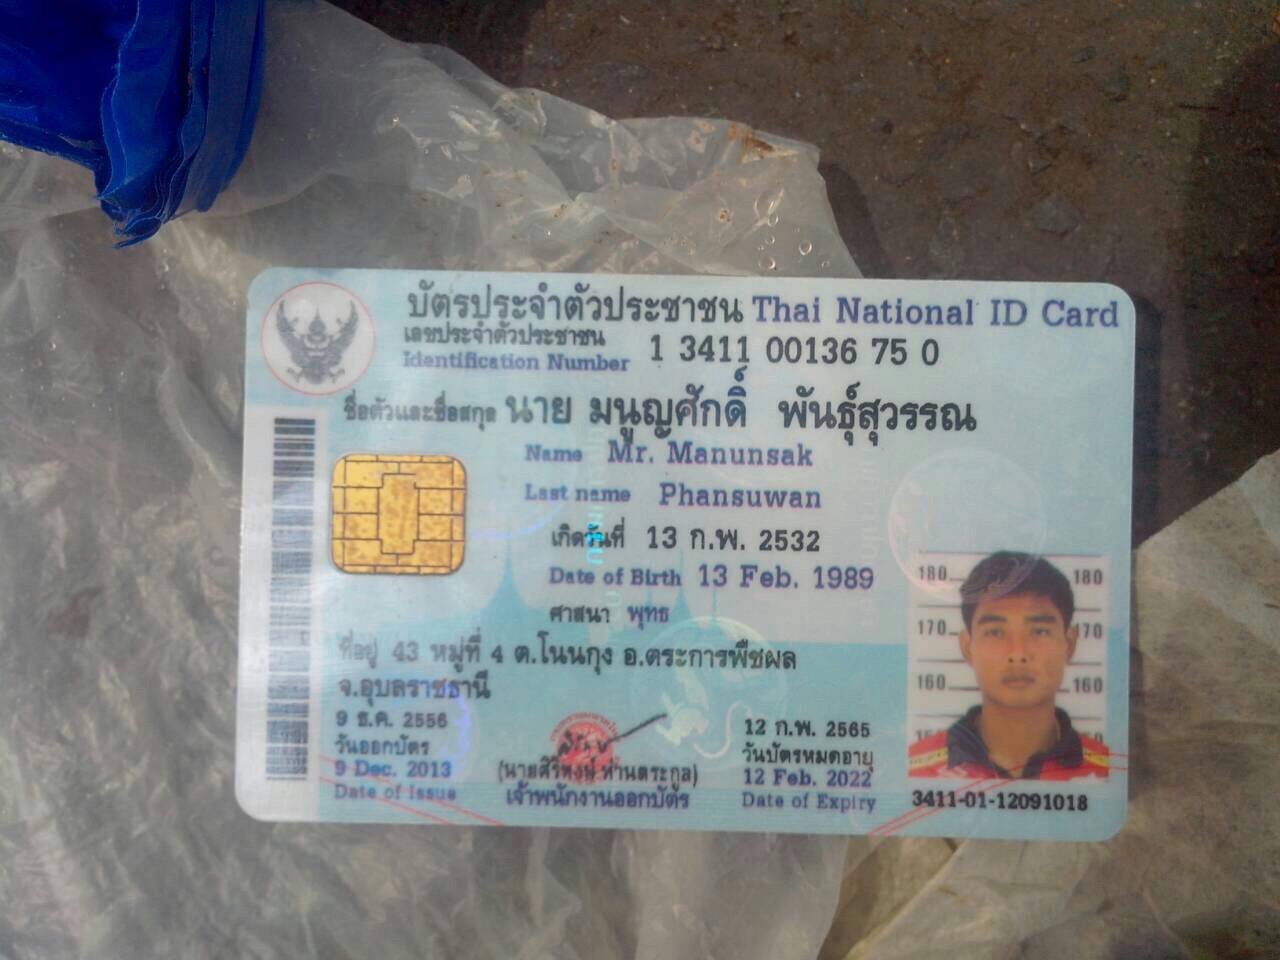 บัตรประจำตัวประชาชน Thai National ID Card
เลขประจำตัวประชาชน
Identification Number 1 3411 00136 75 0
ชื่อตัวและชื่อสกุล นาย มนูญศักดิ์ พันธุ์สุวรรณ
Name Mr. Manunsak
Last name Phansuwan
เกิดวันที่ 13 ก.พ. 2532
Date of Birth 13 Feb. 1989
ศาสนา พุทธ
ที่อยู่ 43 หมู่ที่ 4 ต.โนนกุง อ.ตระการพืชผล
จ.อุบลราชธานี
9 ธ.ค. 2556
วันออกบัตร
9 Dec. 2013
Date of Issue
เจ้าพนักงานออกบัตร
12 ก.พ. 2565
วันบัตรหมดอายุ
12 Feb. 2022
Date of Expiry
180 180
170 170
160 160
3411-01-12091018